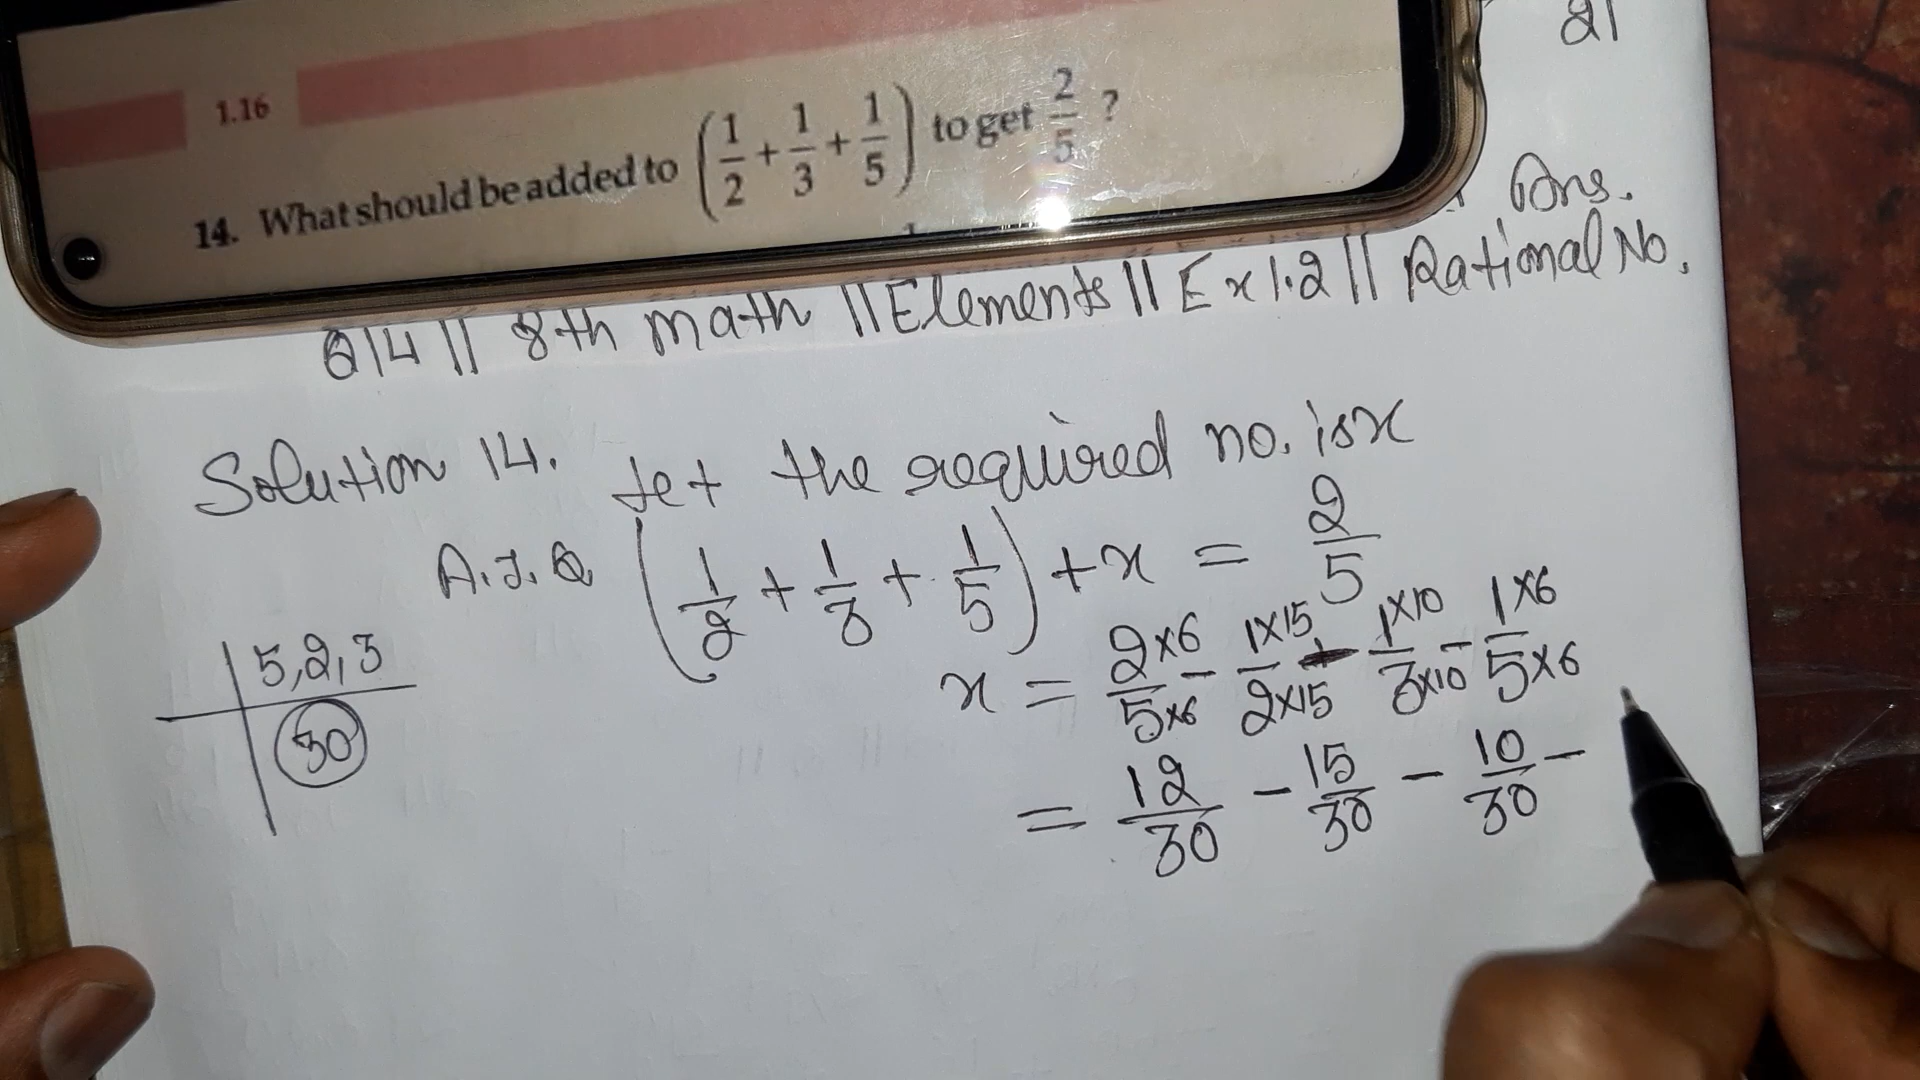 21
1.16
14. What should be added to (1/2 + 1/3 + 1/5) to get 2/5 ?
Ans.
Q14 || 8th math || Elements || Ex 1.2 || Rational No.
Solution 14. Let the required no. is x
A.T.Q (1/2 + 1/3 + 1/5) + x = 2/5
5,2,3
30
x = 2×6/5×6 - 1×15/2×15 - 1×10/3×10 - 1×6/5×6
= 12/30 - 15/30 - 10/30 -